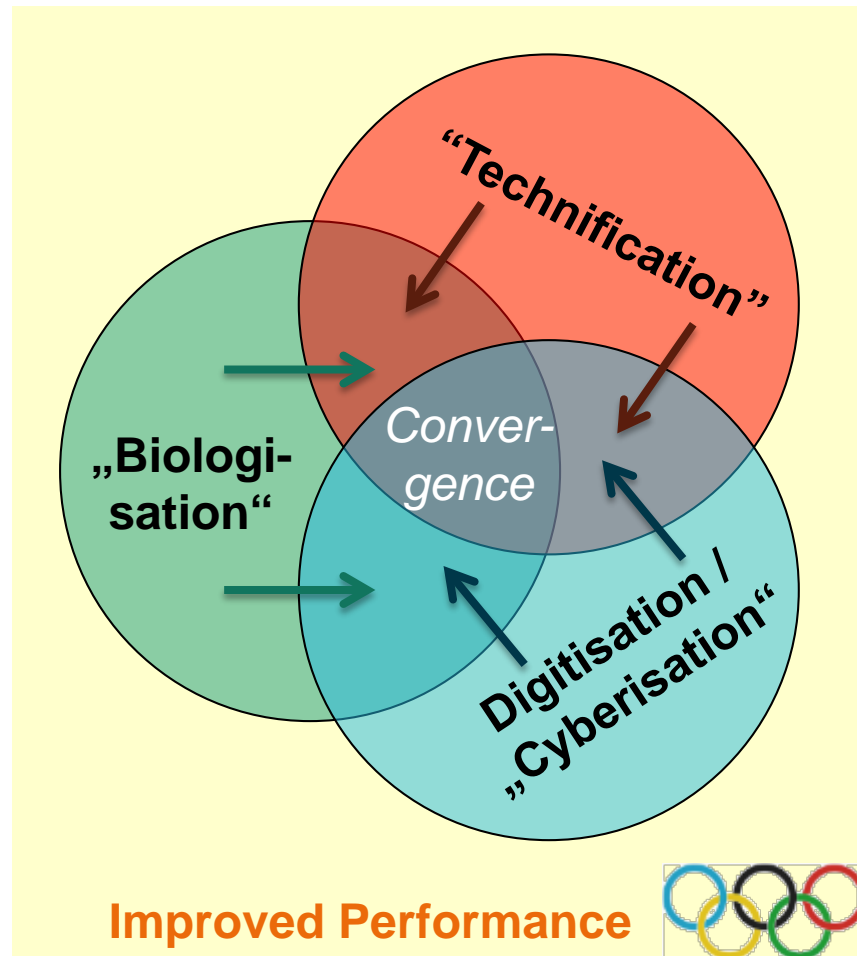 “Technification”
Conver-
gence
„Biologi-
sation“
Digitisation /
„Cyberisation“
Improved Performance